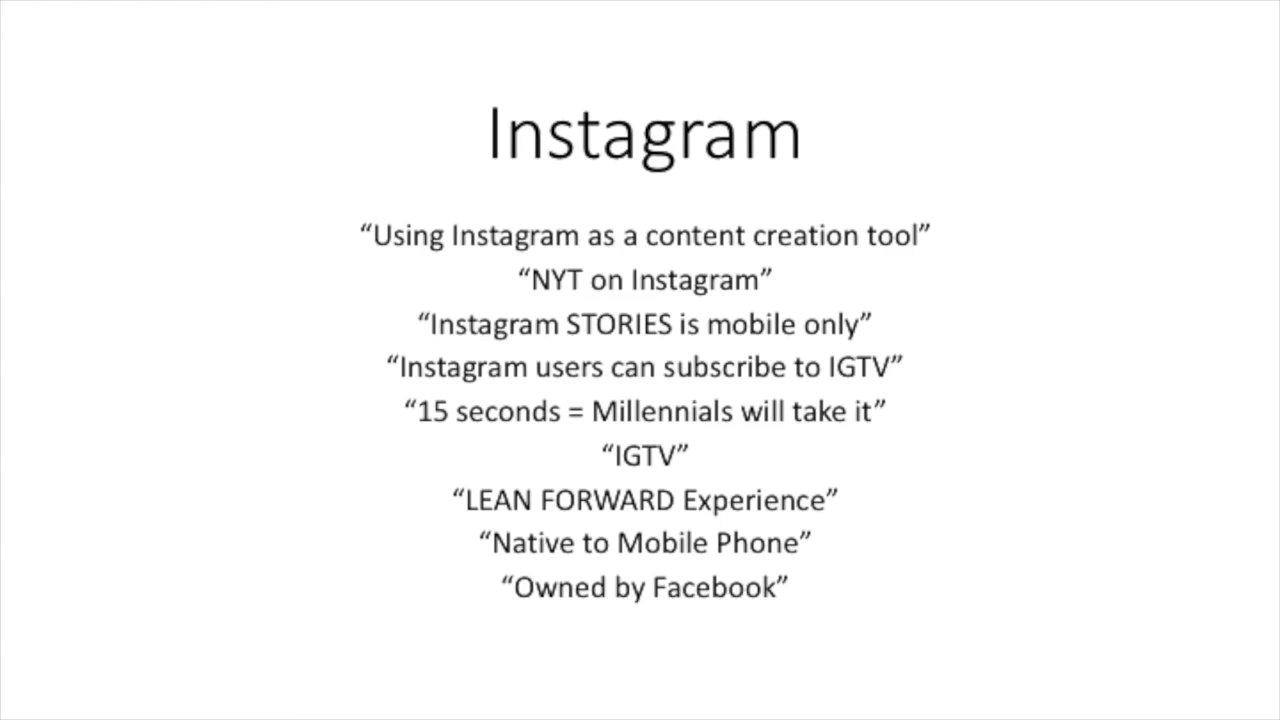 Instagram
“Using Instagram as a content creation tool”
“NYT on Instagram”
“Instagram STORIES is mobile only”
“Instagram users can subscribe to IGTV”
“15 seconds = Millennials will take it”
“IGTV”
“LEAN FORWARD Experience”
“Native to Mobile Phone”
“Owned by Facebook”